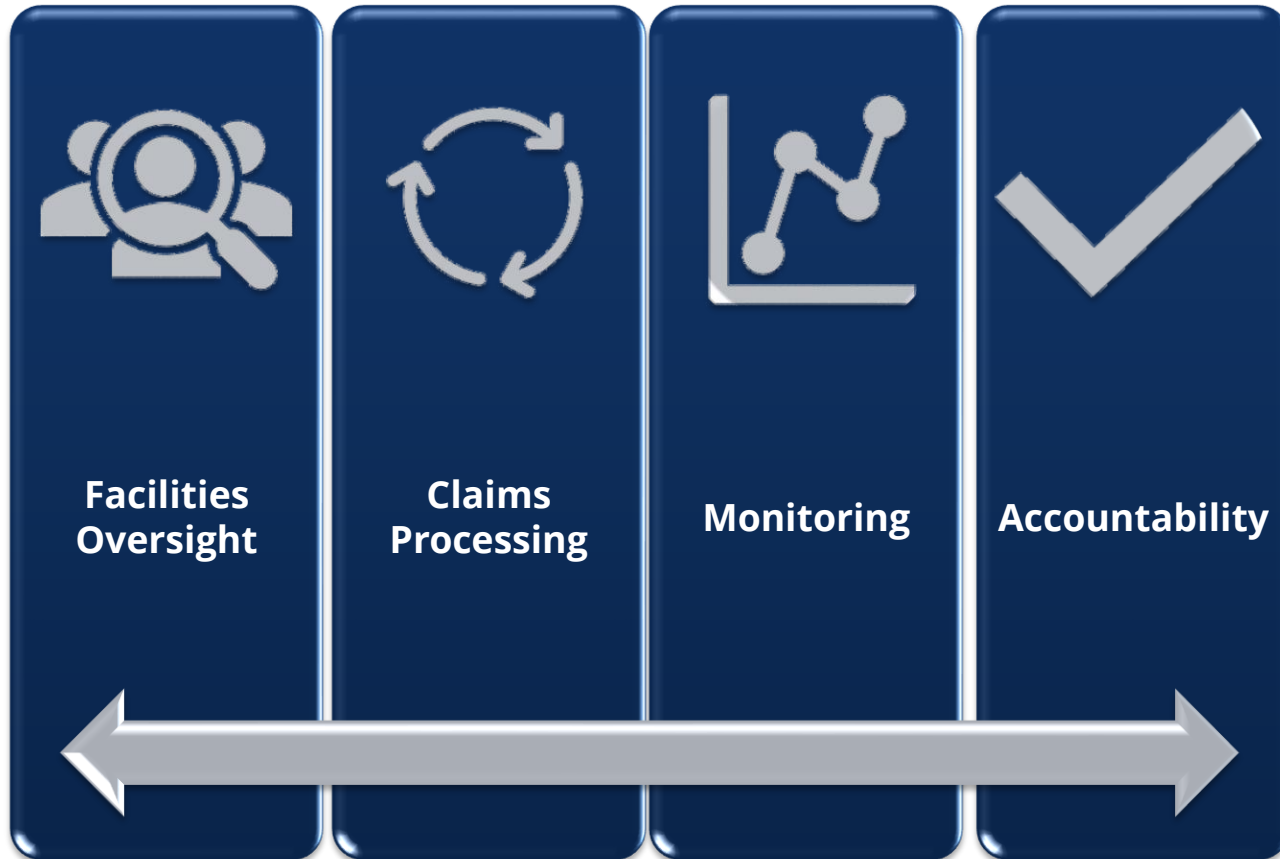 Facilities
Oversight
Claims
Processing
Monitoring
Accountability